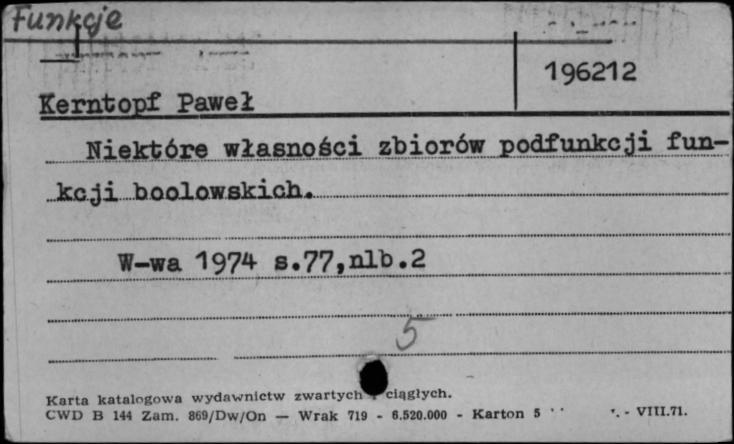 Funkcje
196212
Kerntopf Paweł
Niektóre własności zbiorów podfunkcji fun-
kcji boolowskich.
W-wa 1974 s.77,nlb.2
5
Karta katalogowa wydawnictw zwartych i ciągłych.
CWD B 144 Zam. 869/Dw/On — Wrak 719 - 6.520.000 - Karton 5 - VIII.71.